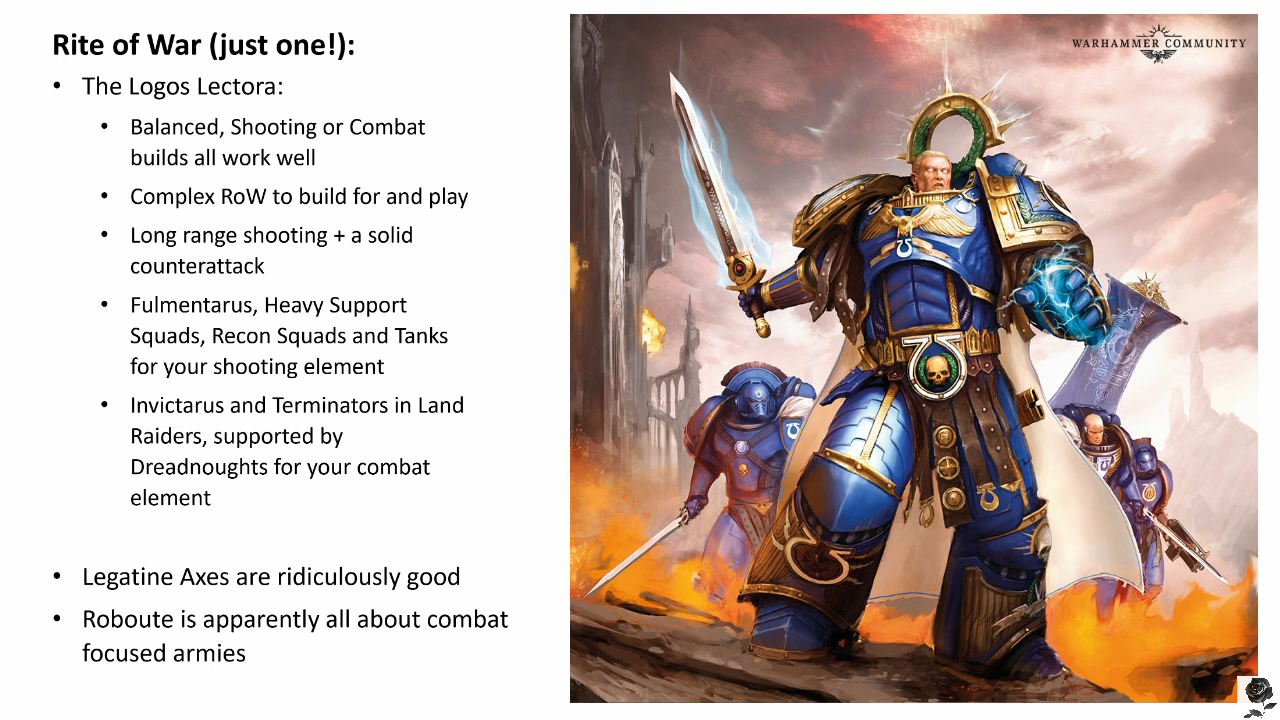 Rite of War (just one!):
• The Logos Lectora:
• Balanced, Shooting or Combat
builds all work well
• Complex RoW to build for and play
• Long range shooting + a solid
counterattack
• Fulmentarus, Heavy Support
Squads, Recon Squads and Tanks
for your shooting element
• Invictarus and Terminators in Land
Raiders, supported by
Dreadnoughts for your combat
element
• Legatine Axes are ridiculously good
• Roboute is apparently all about combat
focused armies
WARHAMMER COMMUNITY